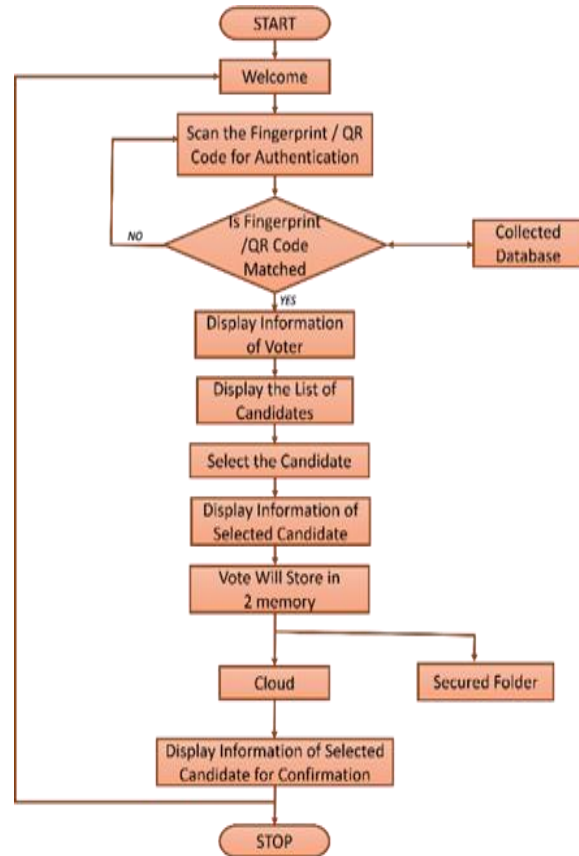 START
Welcome
Scan the Fingerprint / QR
Code for Authentication
NO
Is Fingerprint
/QR Code
Matched
Collected
Database
YES
Display Information
of Voter
Display the List of
Candidates
Select the Candidate
Display Information of
Selected Candidate
Vote Will Store in
2 memory
Cloud
Secured Folder
Display Information of Selected
Candidate for Confirmation
STOP